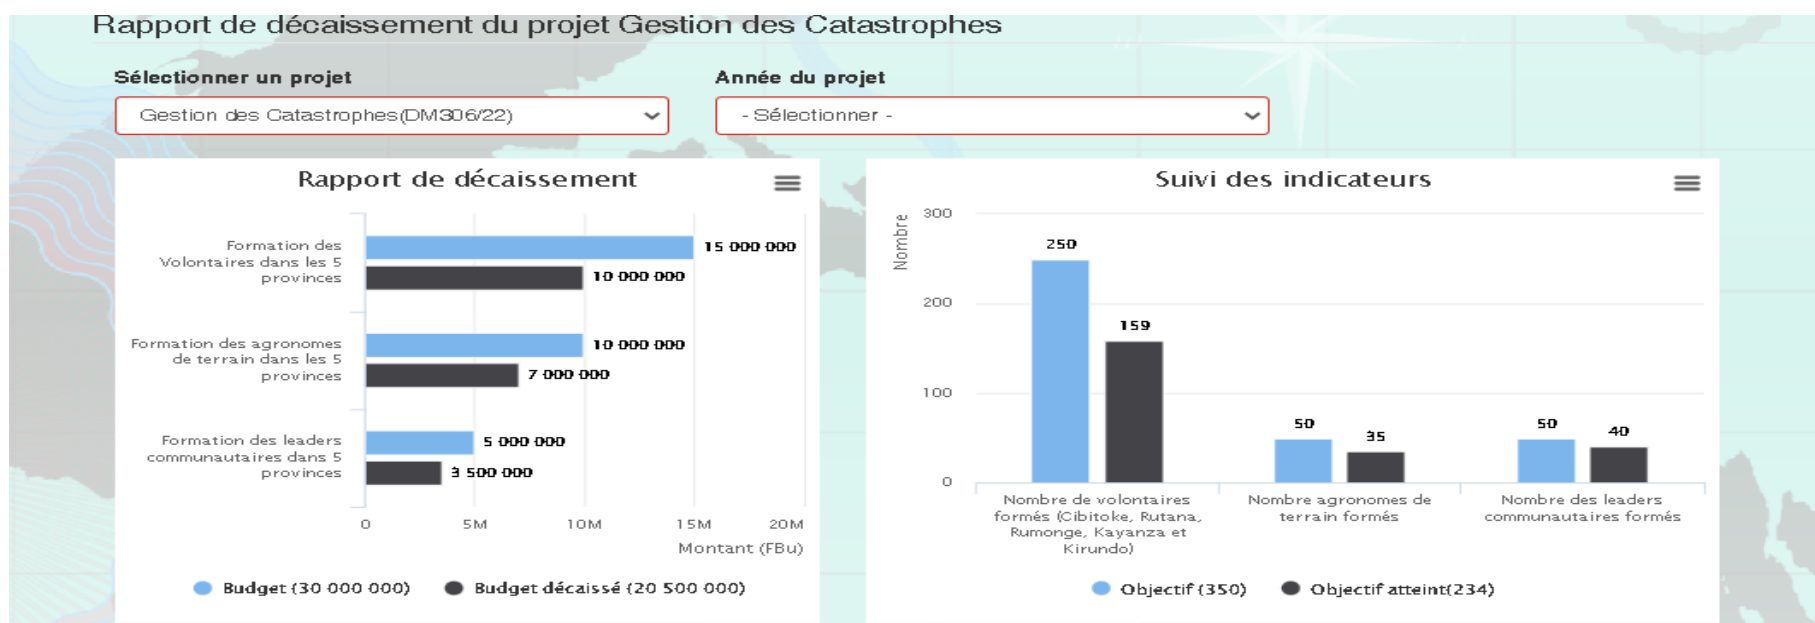 Rapport de décaissement du projet Gestion des Catastrophes
Sélectionner un projet
Année du projet
Gestion des Catastrophes(DM306/22)
- Sélectionner -
Rapport de décaissement
Formation des
Volontaires dans les 5
provinces
15 000 000
10 000 000
Formation des agronomes
de terrain dans les 5
provinces
10 000 000
7 000 000
Formation des leaders
communautaires dans 5
provinces
5 000 000
3 500 000
0
5M
10M
15M
20M
Montant (FBu)
Budget (30 000 000)
Budget décaissé (20 500 000)
Suivi des indicateurs
Nombre
300
200
100
0
250
159
50
35
50
40
Nombre de volontaires
formés (Cibitoke, Rutana,
Rumonge, Kayanza et
Kirundo)
Nombre agronomes de
terrain formés
Nombre des leaders
communautaires formés
Objectif (350)
Objectif atteint(234)